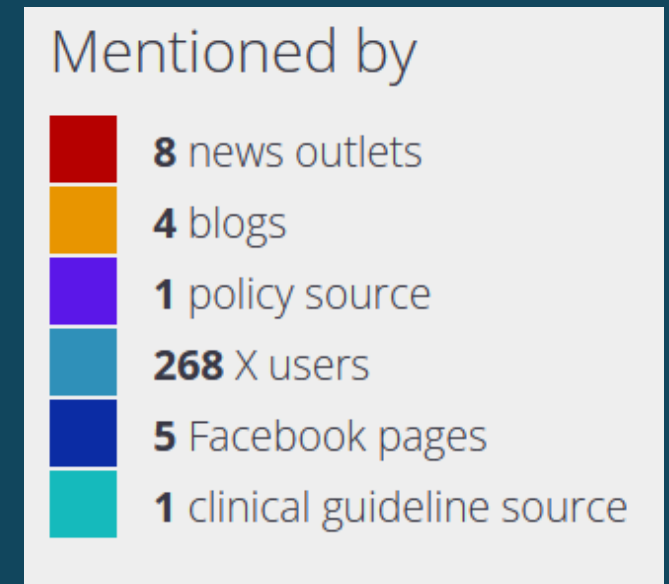 Mentioned by
8 news outlets
4 blogs
1 policy source
268 X users
5 Facebook pages
1 clinical guideline source